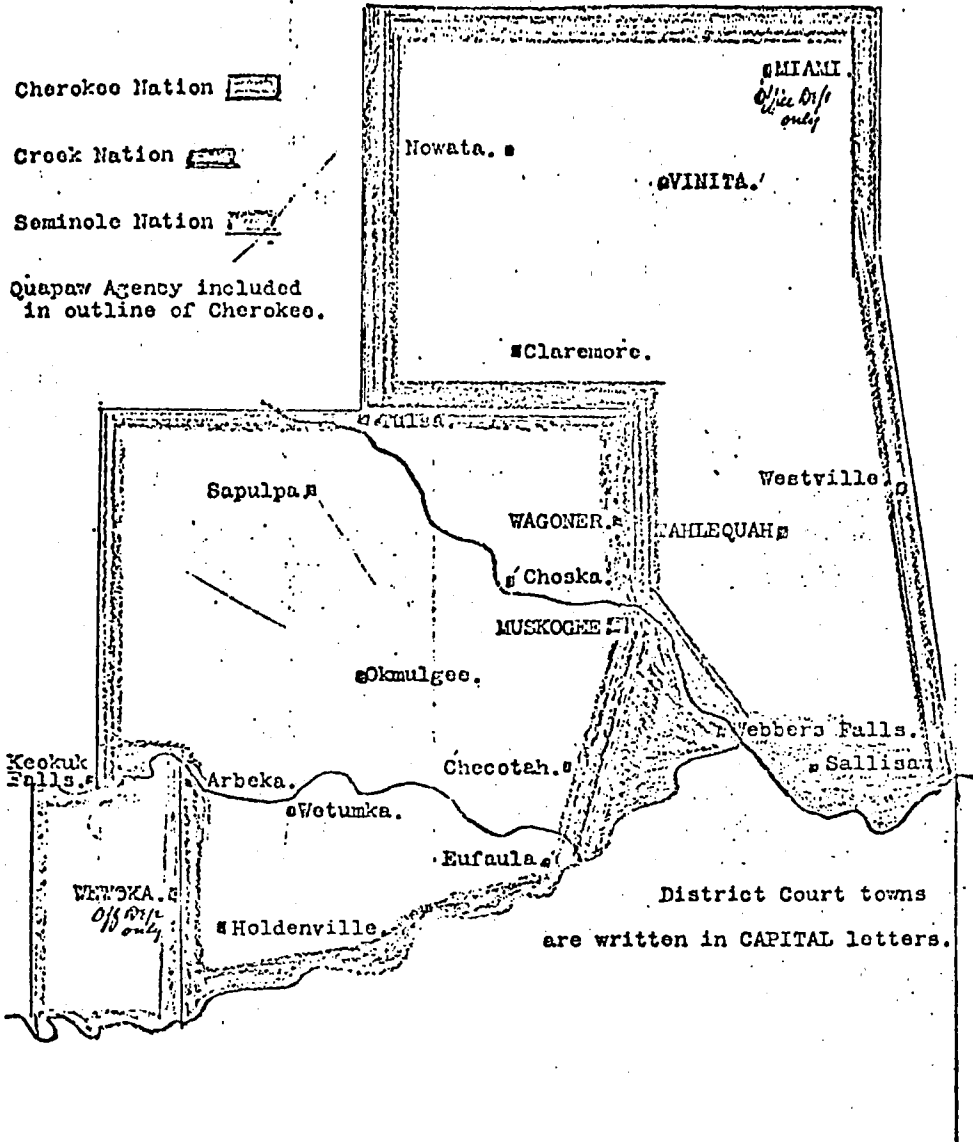 Cherokee Nation
Creek Nation
Seminole Nation
Quapaw Agency included
in outline of Cherokee.
MIAMI.
only
Nowata.
VINITA.
Claremore.
Tulsa.
Sapulpa
Westville.
WAGONER.
TAHLEQUAH
Choska.
MUSKOGEE
Okmulgee.
Webbers Falls.
Keokuk
Falls.
Arbeka.
Checotah.
Sallisaw
Wetumka.
Eufaula.
WEWOKA.
only
Holdenville.
District Court towns
are written in CAPITAL letters.